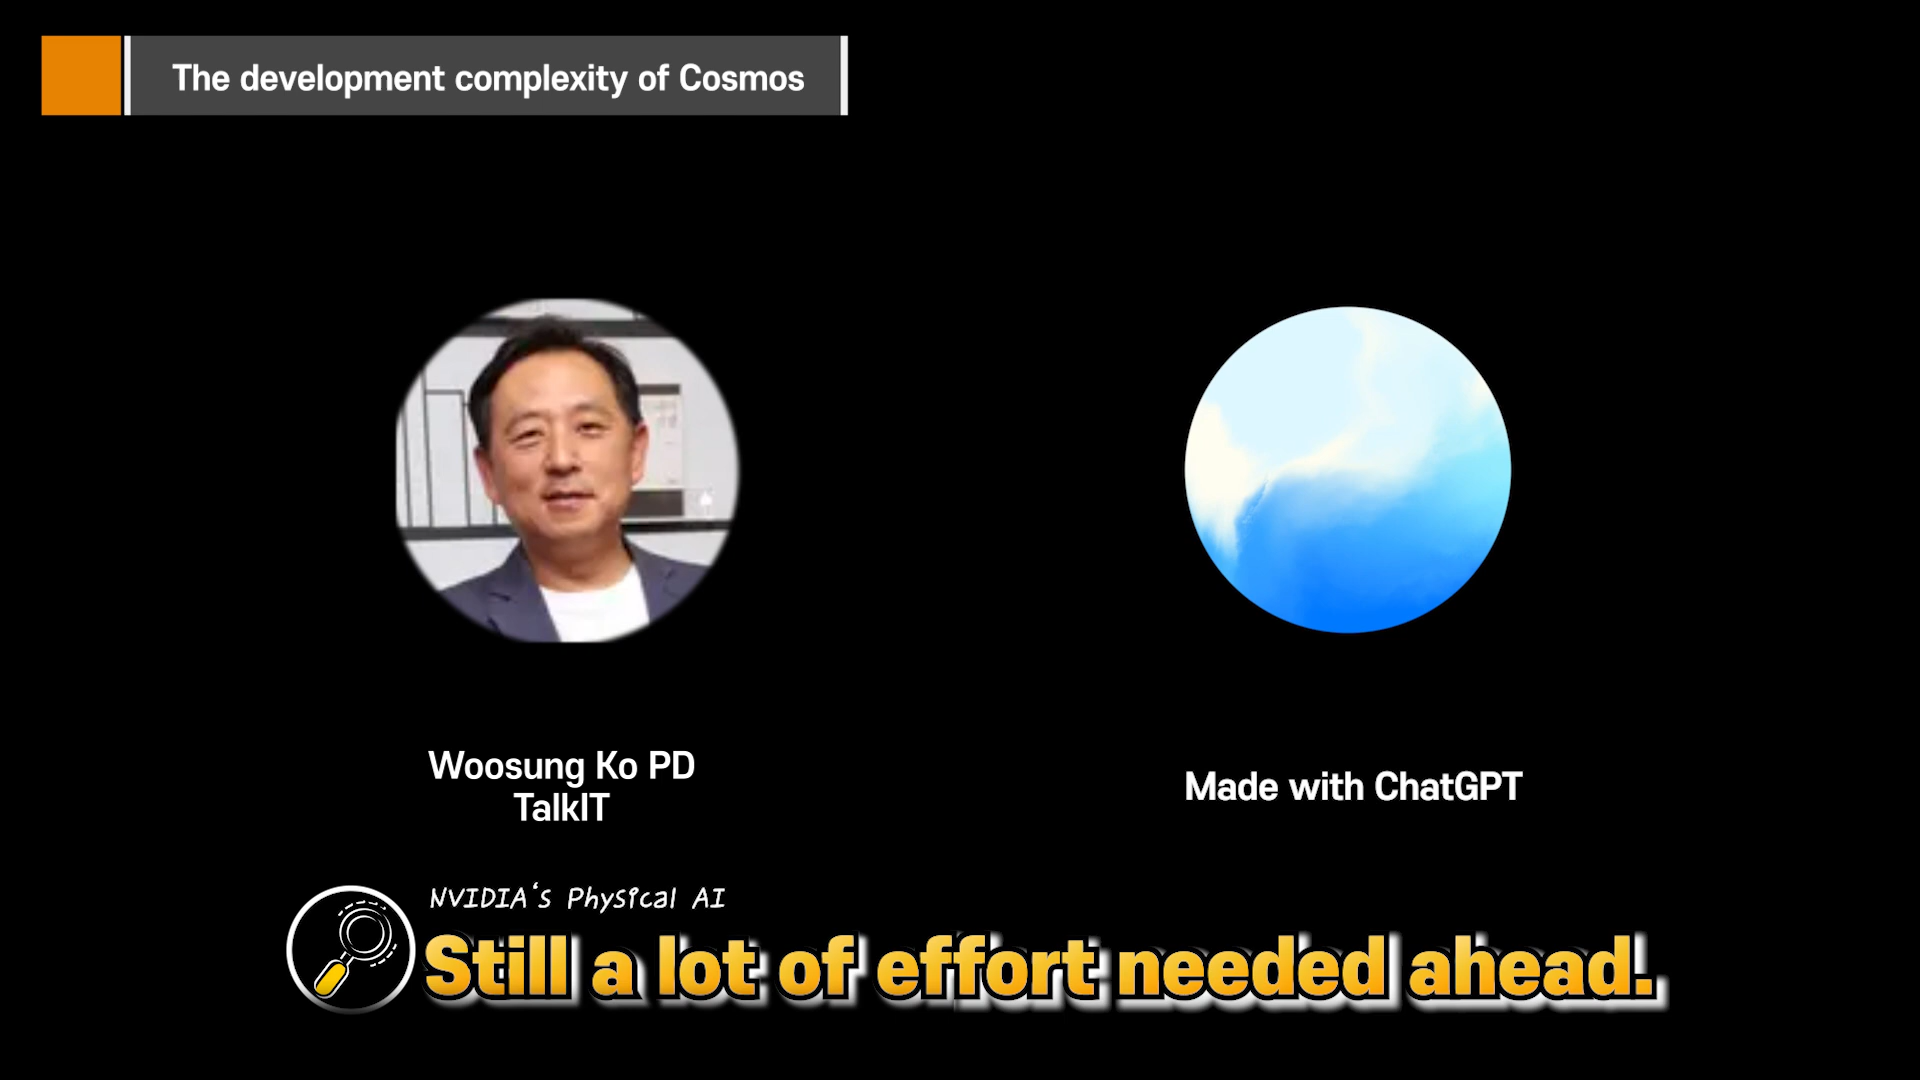 The development complexity of Cosmos
Woosung Ko PD
TalkIT
Made with ChatGPT
NVIDIA's Physical AI
Still a lot of effort needed ahead.